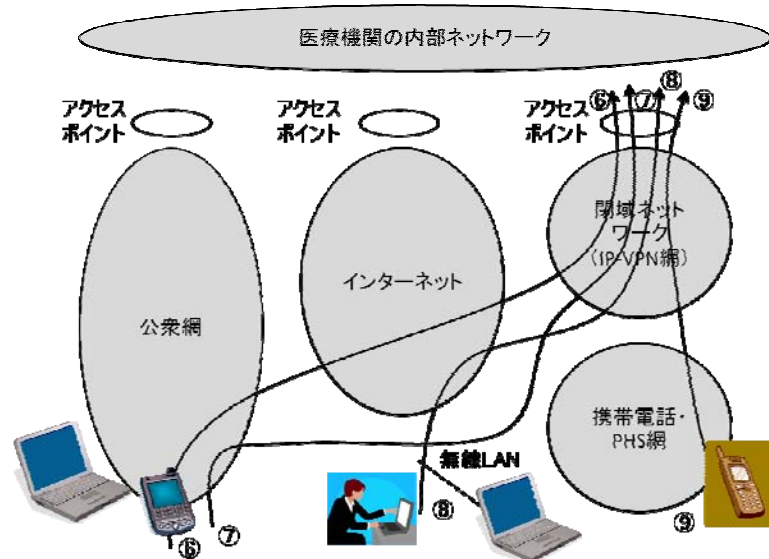 医療機関の内部ネットワーク
アクセス
ポイント
アクセス
ポイント
アクセス
ポイント
⑥
⑦
⑧
⑨
閉域ネット
ワーク
(IP-VPN網)
インターネット
公衆網
携帯電話・
PHS網
無線LAN
⑥
⑦
⑧
⑨